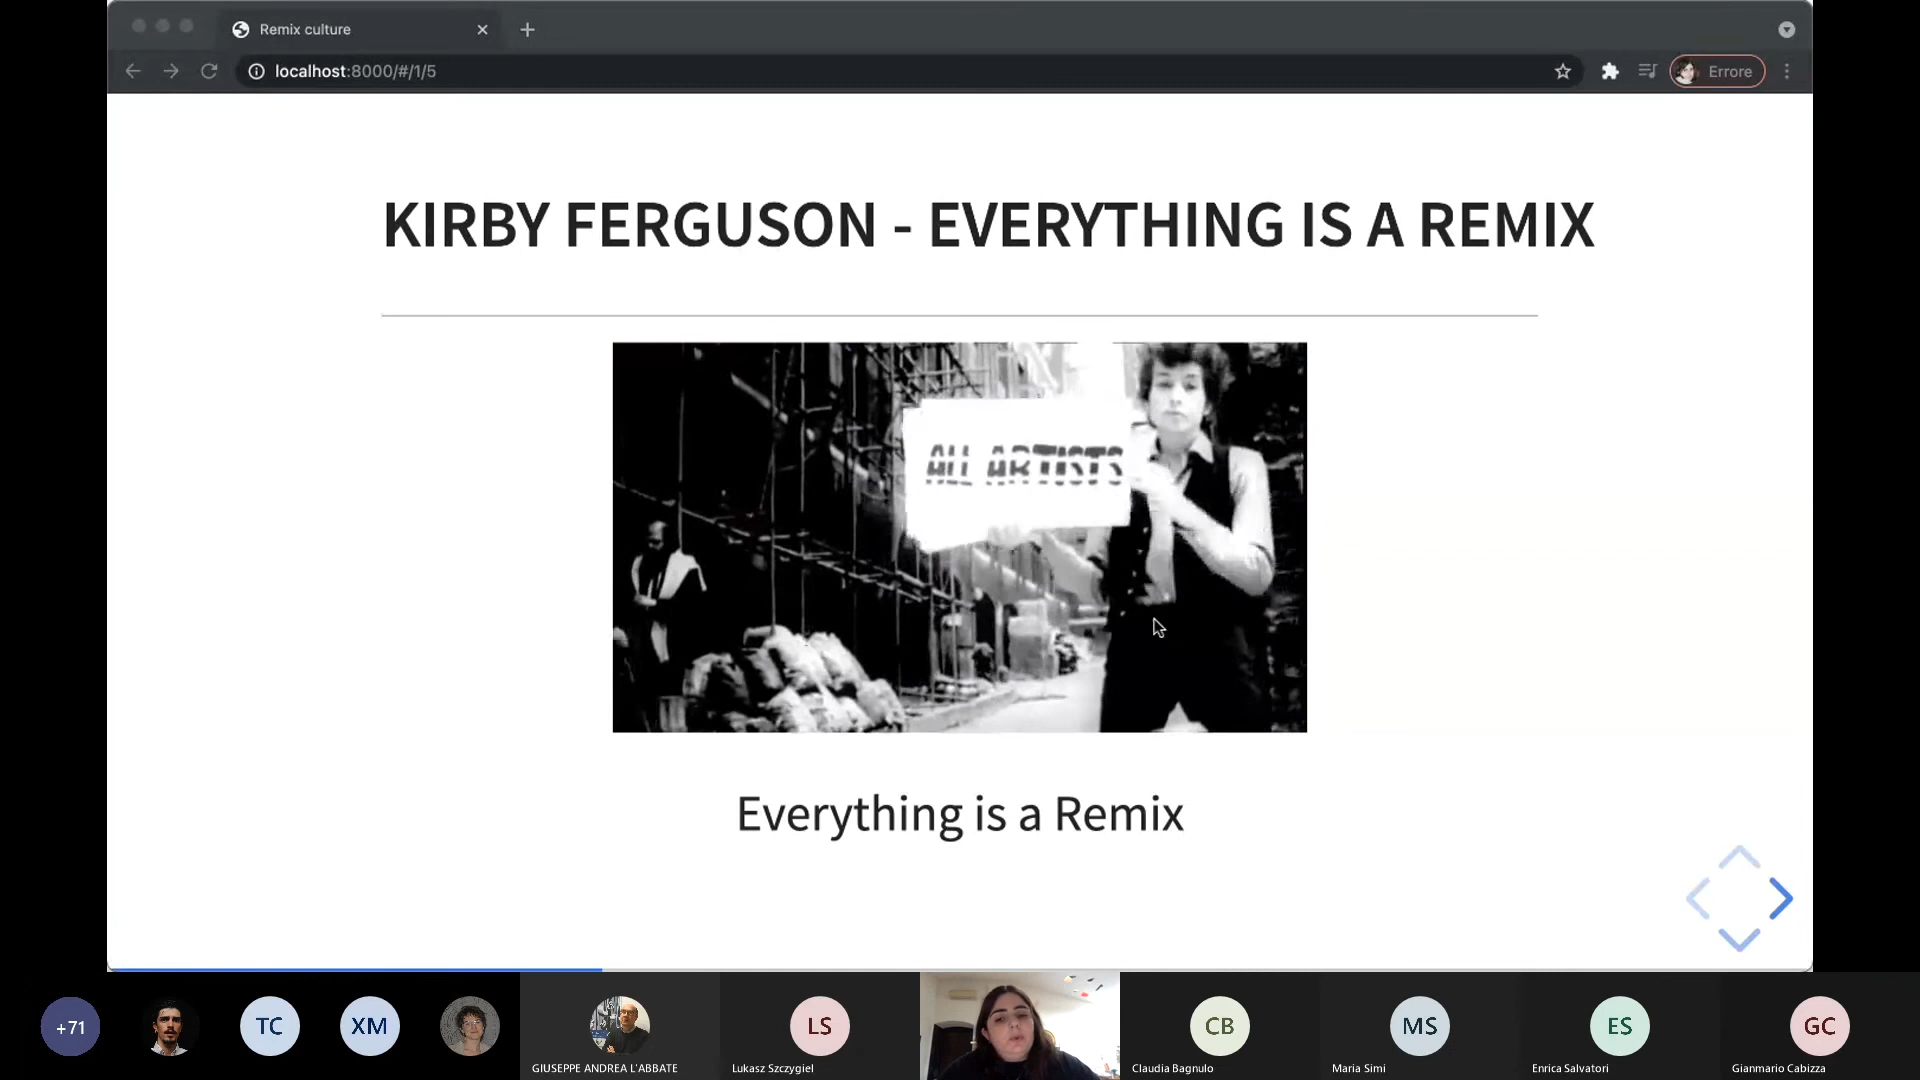 Remix culture
localhost:8000/#/1/5
Errore
KIRBY FERGUSON - EVERYTHING IS A REMIX
ALL ARTISTS
Everything is a Remix
+71
TC
XM
LS
CB
MS
ES
GC
GIUSEPPE ANDREA L'ABBATE
Lukasz Szczygiel
Claudia Bagnulo
Maria Simi
Enrica Salvatori
Gianmario Cabizza